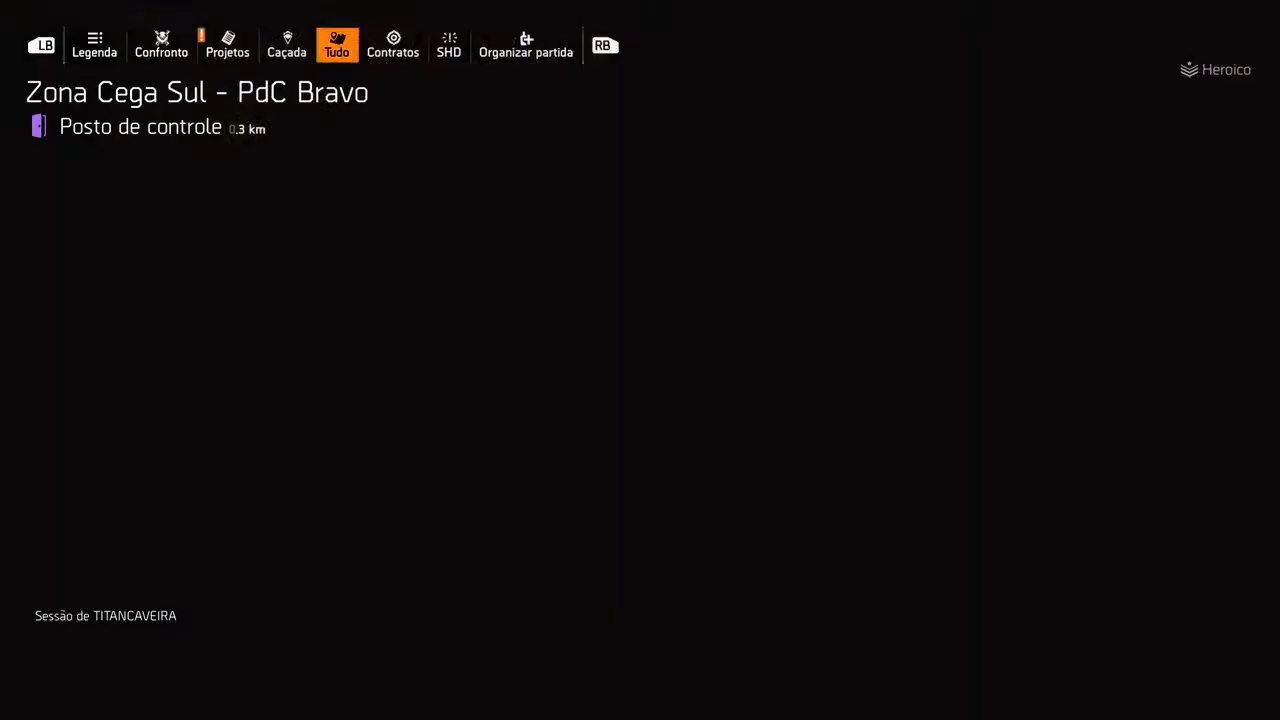 LB Legenda Confronto Projetos Caçada Tudo Contratos SHD Organizar partida RB
Heroico
Zona Cega Sul - PdC Bravo
Posto de controle 0.3 km
Sessão de TITANCAVEIRA